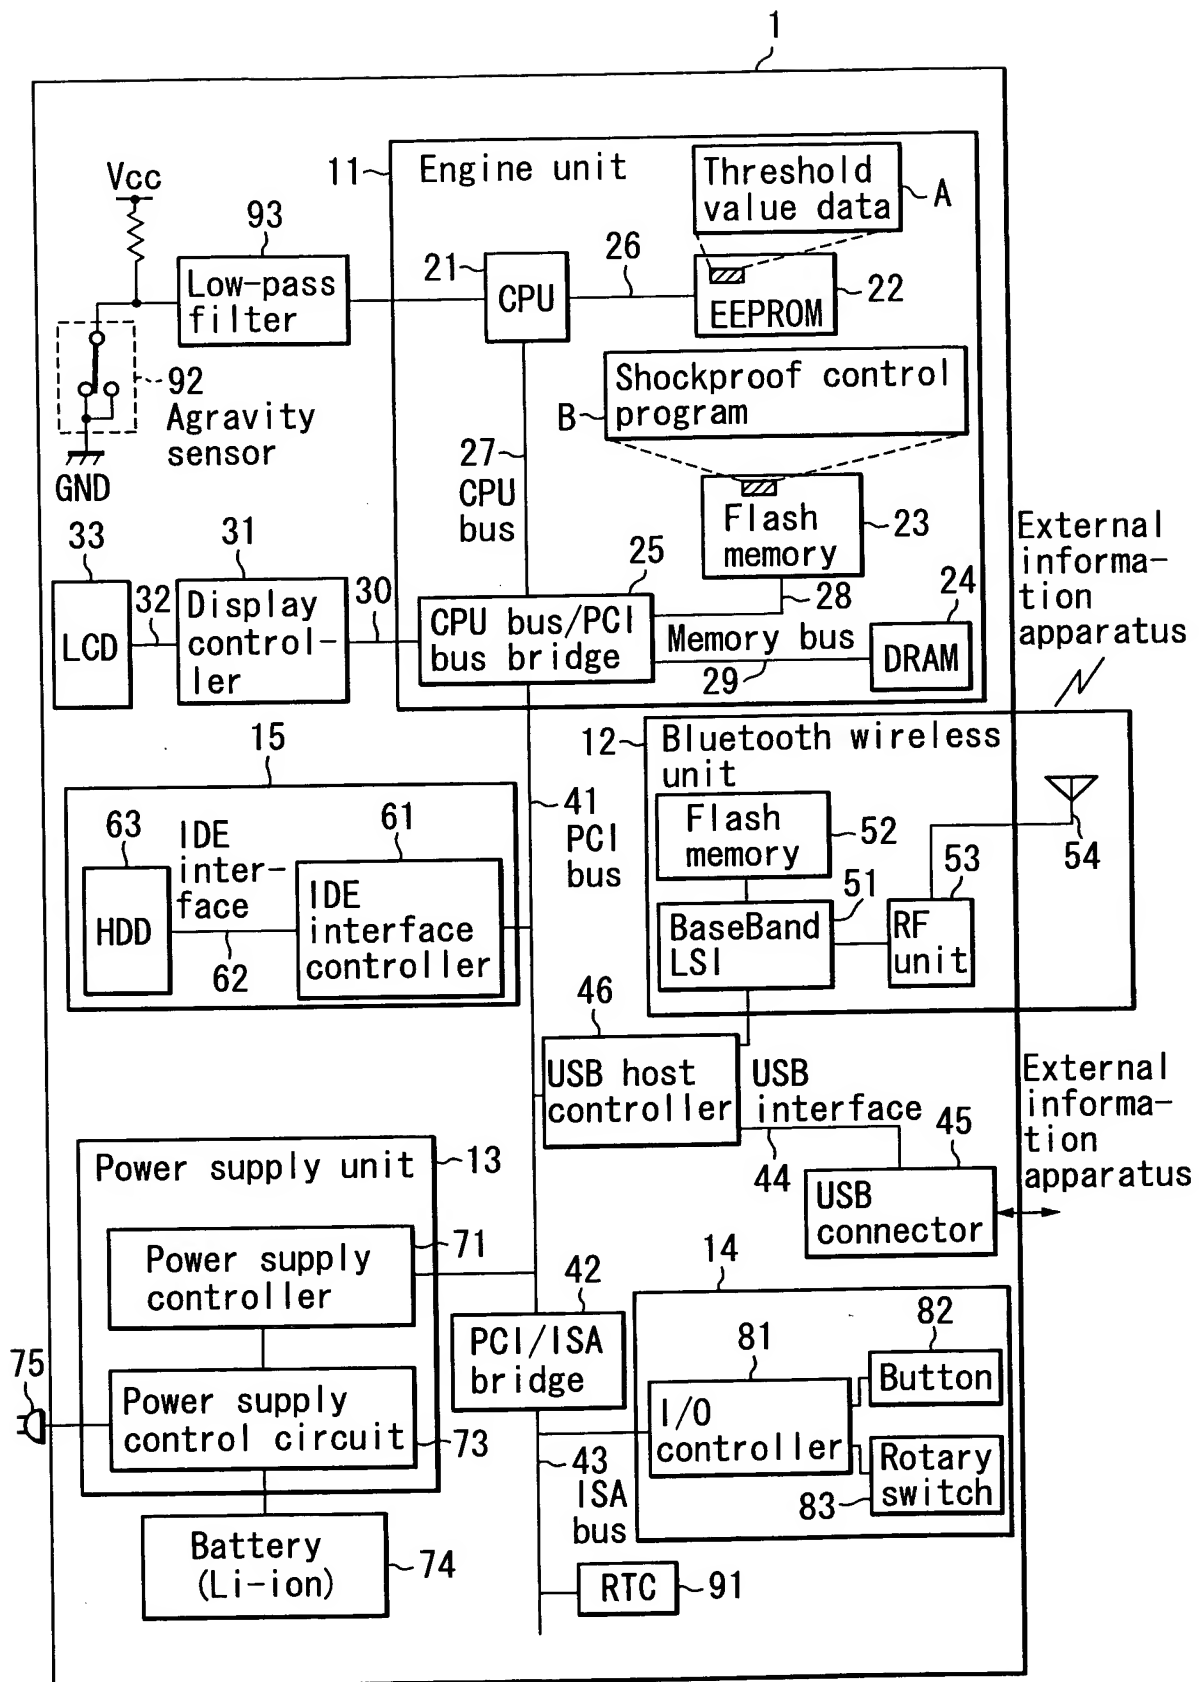 1
11
Engine unit
Threshold
value data
A
Vcc
93
Low-pass
filter
21
CPU
26
EEPROM
22
92
Agravity
sensor
GND
Shockproof control
program
B
27
CPU
bus
Flash
memory
23
33
LCD
32
31
Display
control-
ler
30
25
CPU bus/PCI
bus bridge
28
Memory bus
29
24
DRAM
External
informa-
tion
apparatus
12
Bluetooth wireless
unit
Flash
memory
52
51
BaseBand
LSI
53
RF
unit
54
15
63
HDD
IDE
inter-
face
62
61
IDE
interface
controller
41
PCI
bus
46
USB host
controller
USB
interface
44
45
USB
connector
External
informa-
tion
apparatus
Power supply unit
13
Power supply
controller
71
75
Power supply
control circuit
73
Battery
(Li-ion)
74
42
PCI/ISA
bridge
43
ISA
bus
14
81
I/O
controller
82
Button
Rotary
switch
83
RTC
91